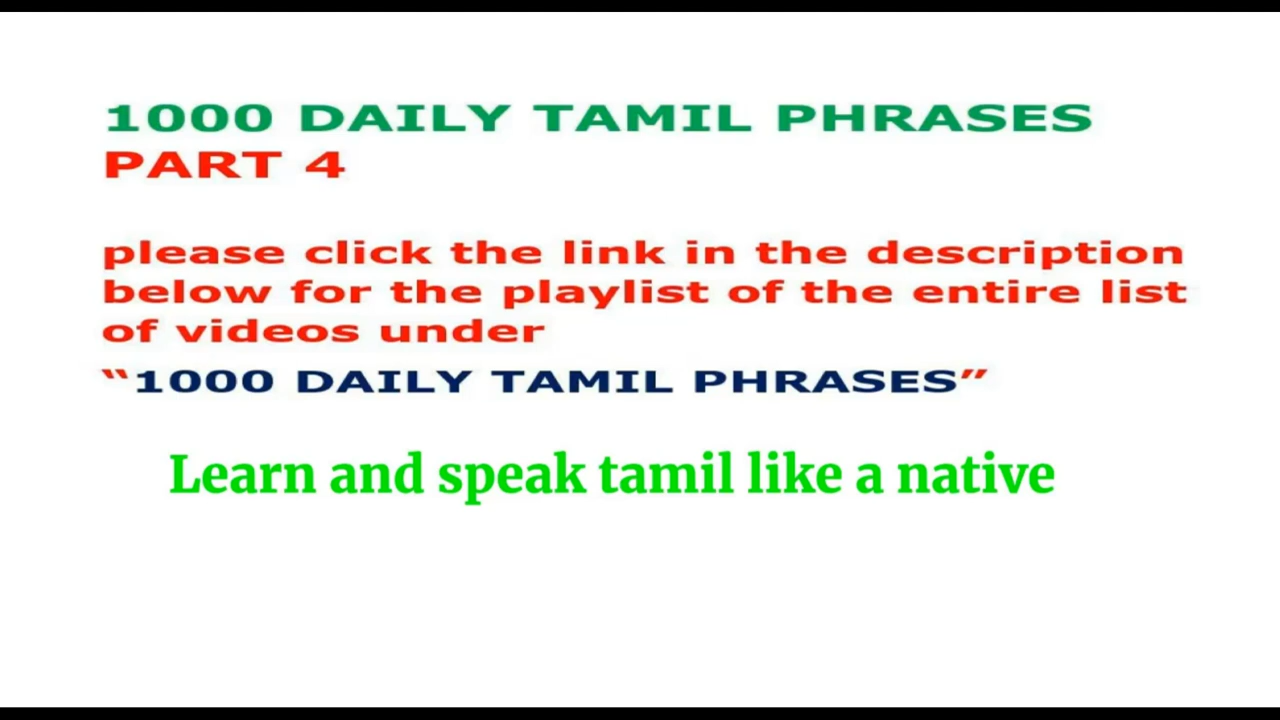 1000 DAILY TAMIL PHRASES
PART 4
please click the link in the description
below for the playlist of the entire list
of videos under
“1000 DAILY TAMIL PHRASES”
Learn and speak tamil like a native